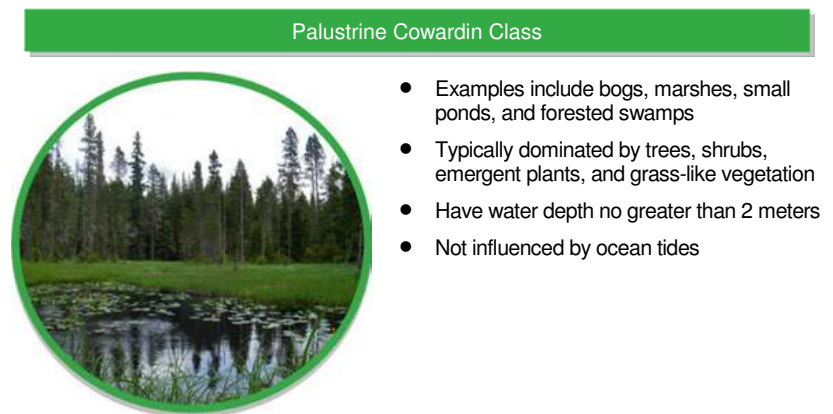 Palustrine Cowardin Class
• Examples include bogs, marshes, small
ponds, and forested swamps
• Typically dominated by trees, shrubs,
emergent plants, and grass-like vegetation
• Have water depth no greater than 2 meters
• Not influenced by ocean tides